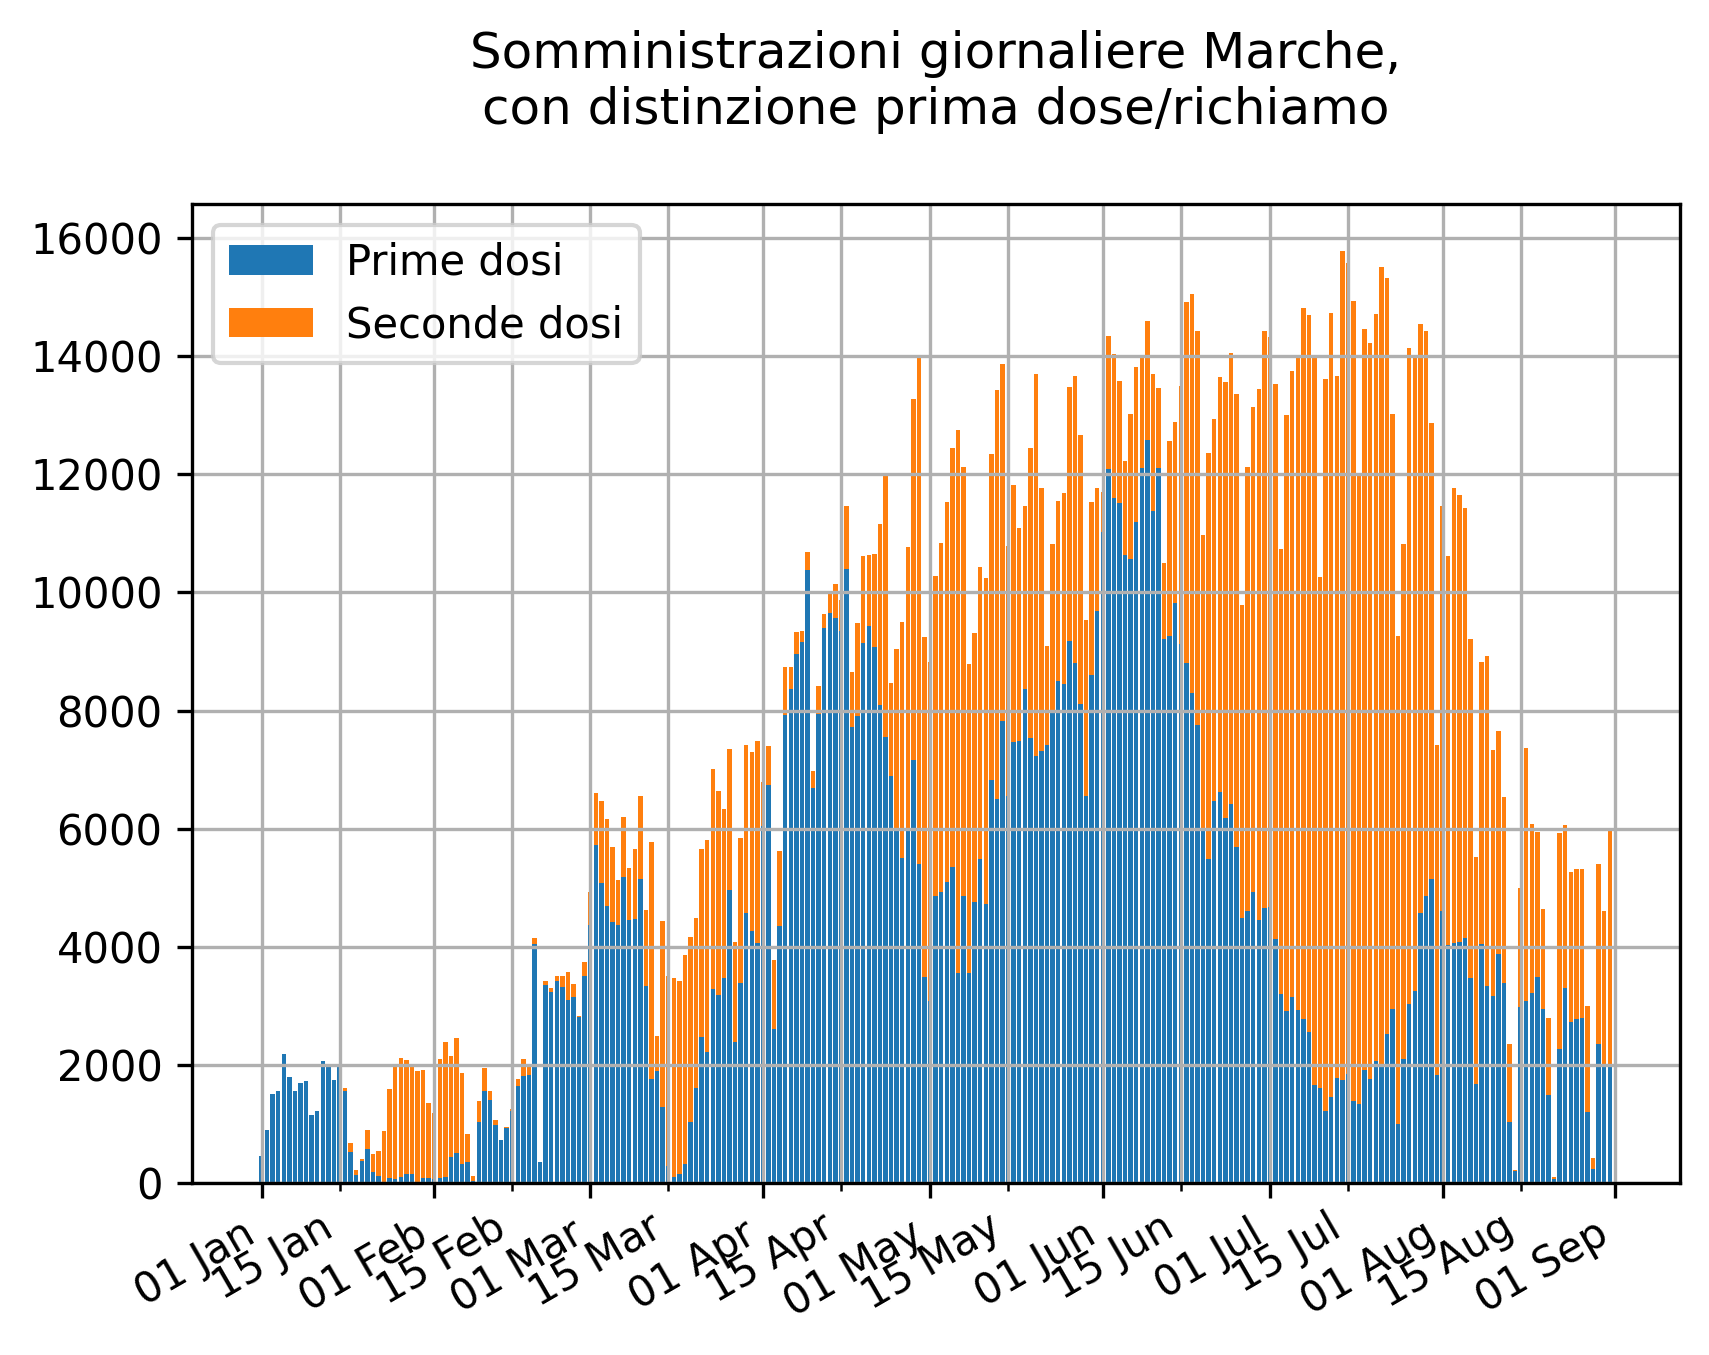 Somministrazioni giornaliere Marche,
con distinzione prima dose/richiamo
16000
14000
12000
10000
8000
6000
4000
2000
0
Prime dosi
Seconde dosi
01 Jan
15 Jan
01 Feb
15 Feb
01 Mar
15 Mar
01 Apr
15 Apr
01 May
15 May
01 Jun
15 Jun
01 Jul
15 Jul
01 Aug
15 Aug
01 Sep